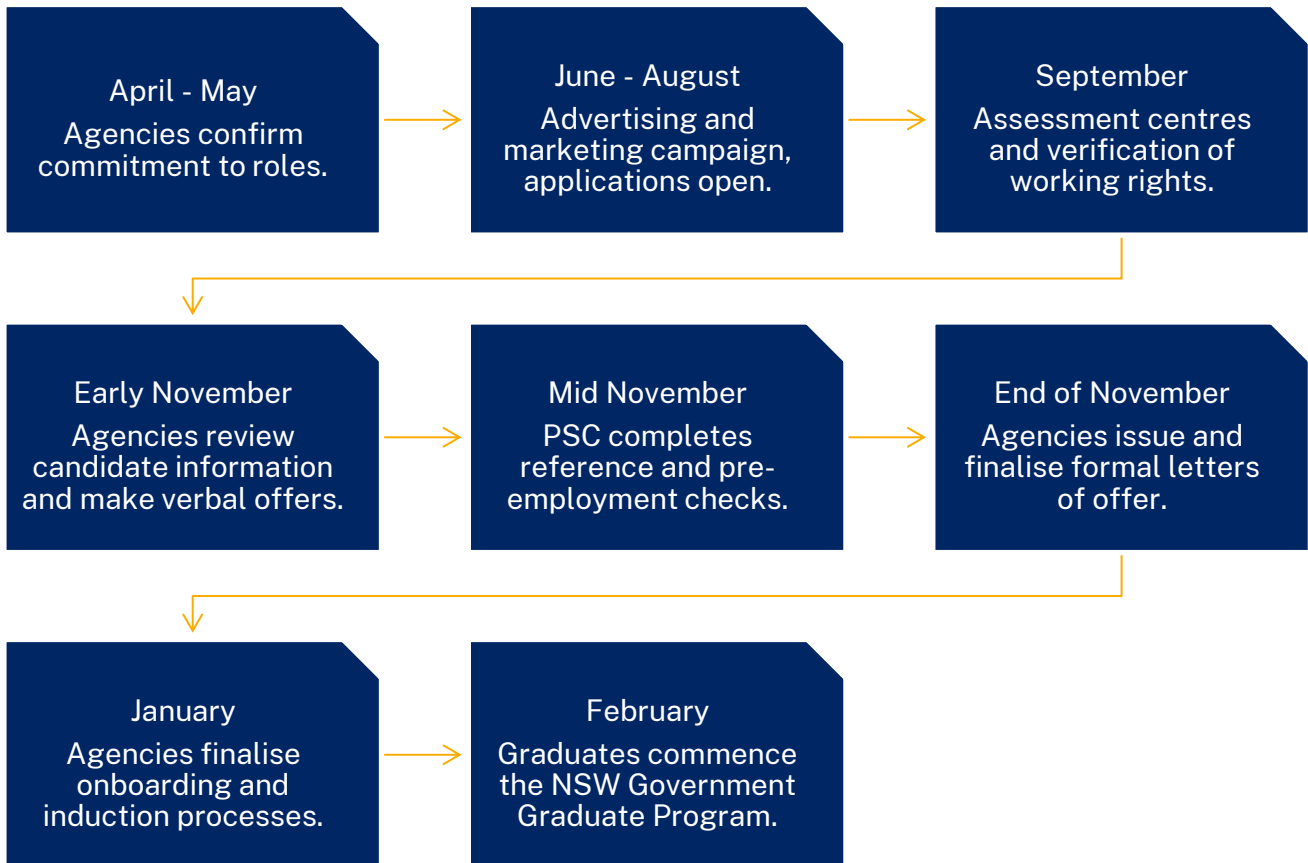 April - May
Agencies confirm
commitment to roles.
June - August
Advertising and
marketing campaign,
applications open.
September
Assessment centres
and verification of
working rights.
Early November
Agencies review
candidate information
and make verbal offers.
Mid November
PSC completes
reference and pre-
employment checks.
End of November
Agencies issue and
finalise formal letters
of offer.
January
Agencies finalise
onboarding and
induction processes.
February
Graduates commence
the NSW Government
Graduate Program.